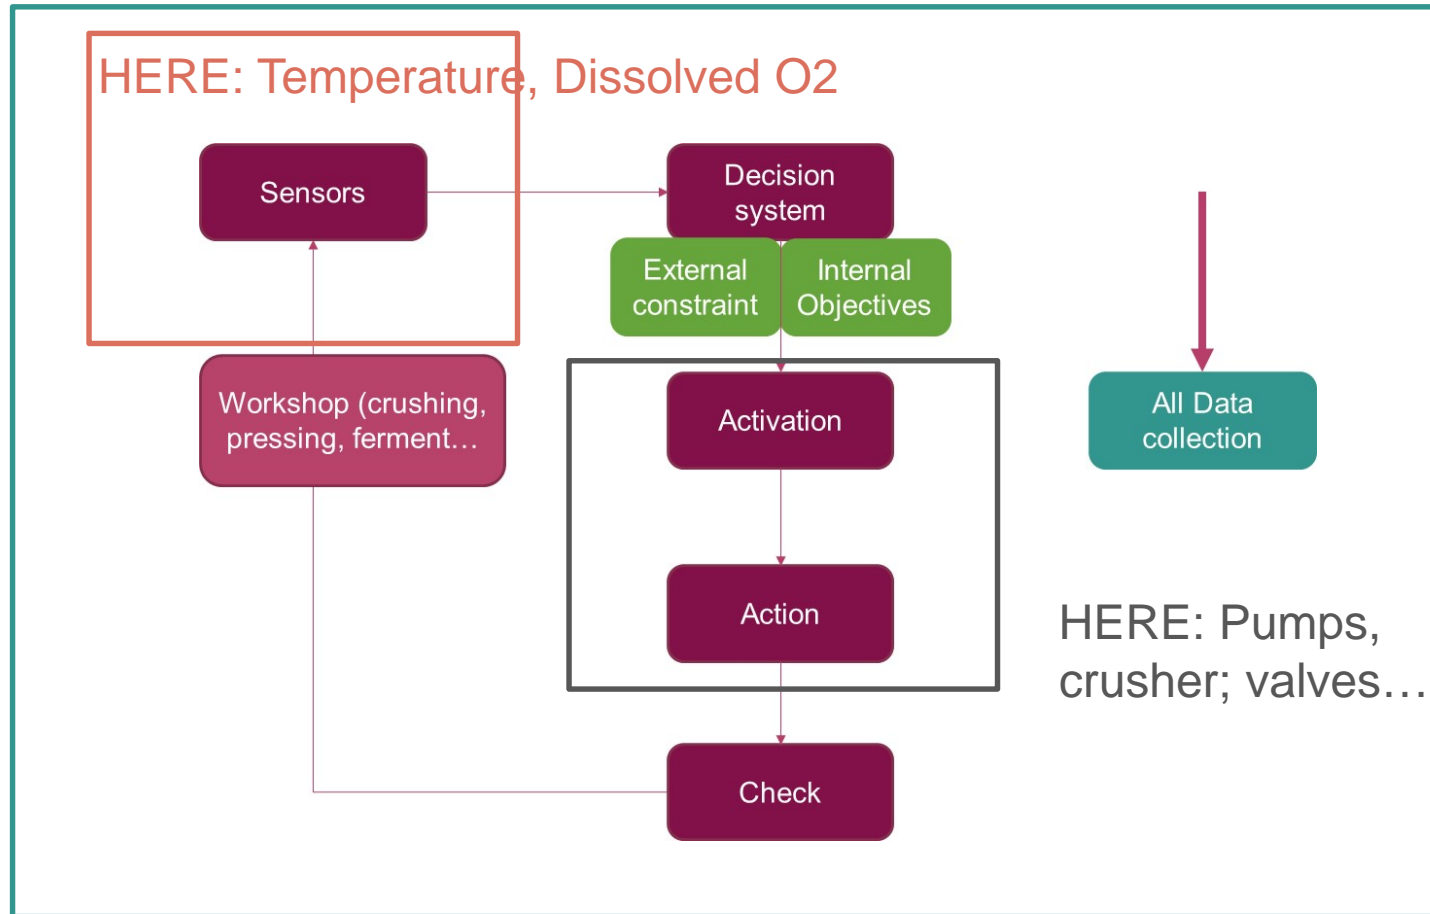 HERE: Temperature, Dissolved O2
Sensors
Decision
system
External
constraint
Internal
Objectives
Workshop (crushing,
pressing, ferment…
Activation
All Data
collection
Action
HERE: Pumps,
crusher; valves…
Check